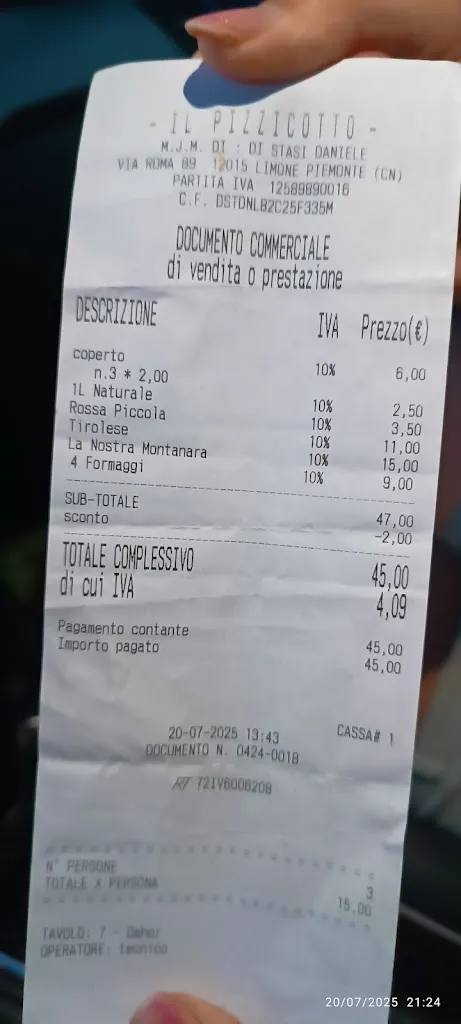 - IL PIZZICOTTO -
M.J.M. DI : DI STASI DANIELE
VIA ROMA 89 12015 LIMONE PIEMONTE (CN)
PARTITA IVA 12589890016
C.F. DSTDNL82C25F335M
DOCUMENTO COMMERCIALE
di vendita o prestazione
DESCRIZIONE IVA Prezzo(€)
coperto
n.3 * 2,00 10% 6,00
1L Naturale 10% 2,50
Rossa Piccola 10% 3,50
Tirolese 10% 11,00
La Nostra Montanara 10% 15,00
4 Formaggi 10% 9,00
SUB-TOTALE 47,00
sconto -2,00
TOTALE COMPLESSIVO 45,00
di cui IVA 4,09
Pagamento contante 45,00
Importo pagato 45,00
20-07-2025 13:43 CASSA# 1
DOCUMENTO N. 0424-0018
RT 72IV6006208
N° PERSONE 3
TOTALE X PERSONA 15,00
TAVOLO: 7 - Dehor
OPERATORE: tecnico
20/07/2025 21:24